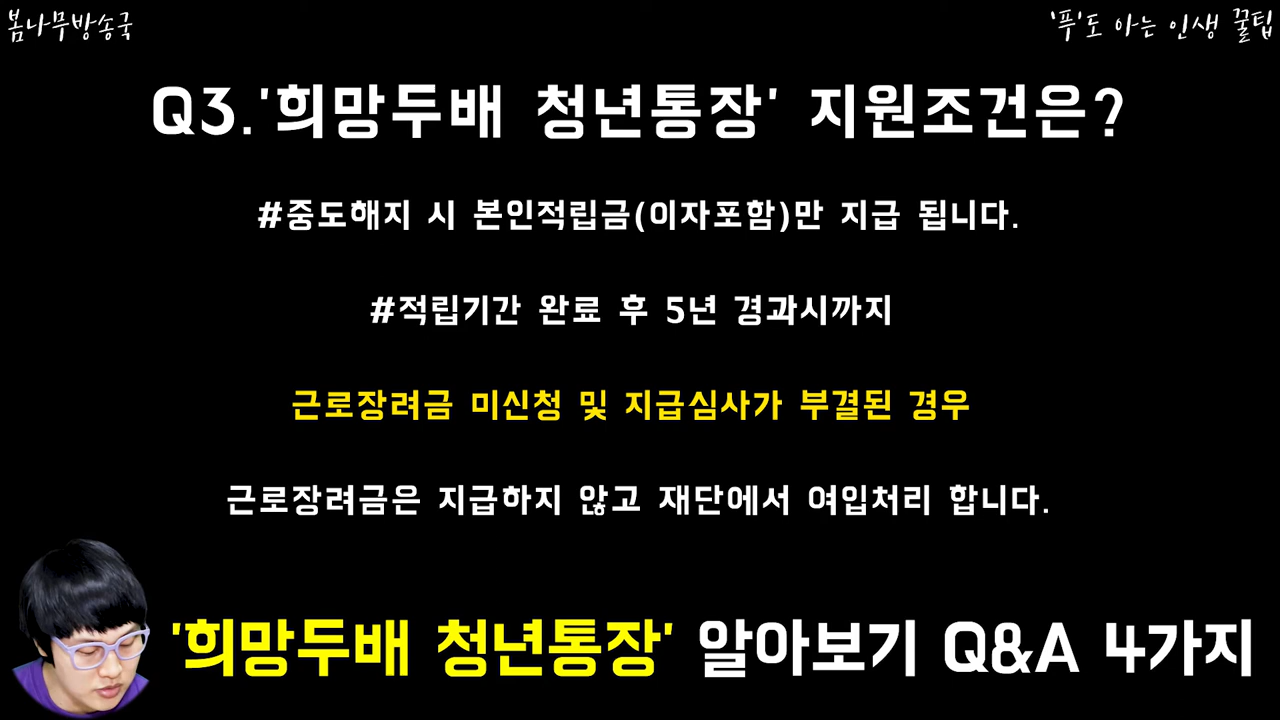 봄나무방송국
'푸'도 아는 인생 꿀팁
Q3.'희망두배 청년통장' 지원조건은?
#중도해지 시 본인적립금(이자포함)만 지급 됩니다.
#적립기간 완료 후 5년 경과시까지
근로장려금 미신청 및 지급심사가 부결된 경우
근로장려금은 지급하지 않고 재단에서 여입처리 합니다.
'희망두배 청년통장' 알아보기 Q&A 4가지